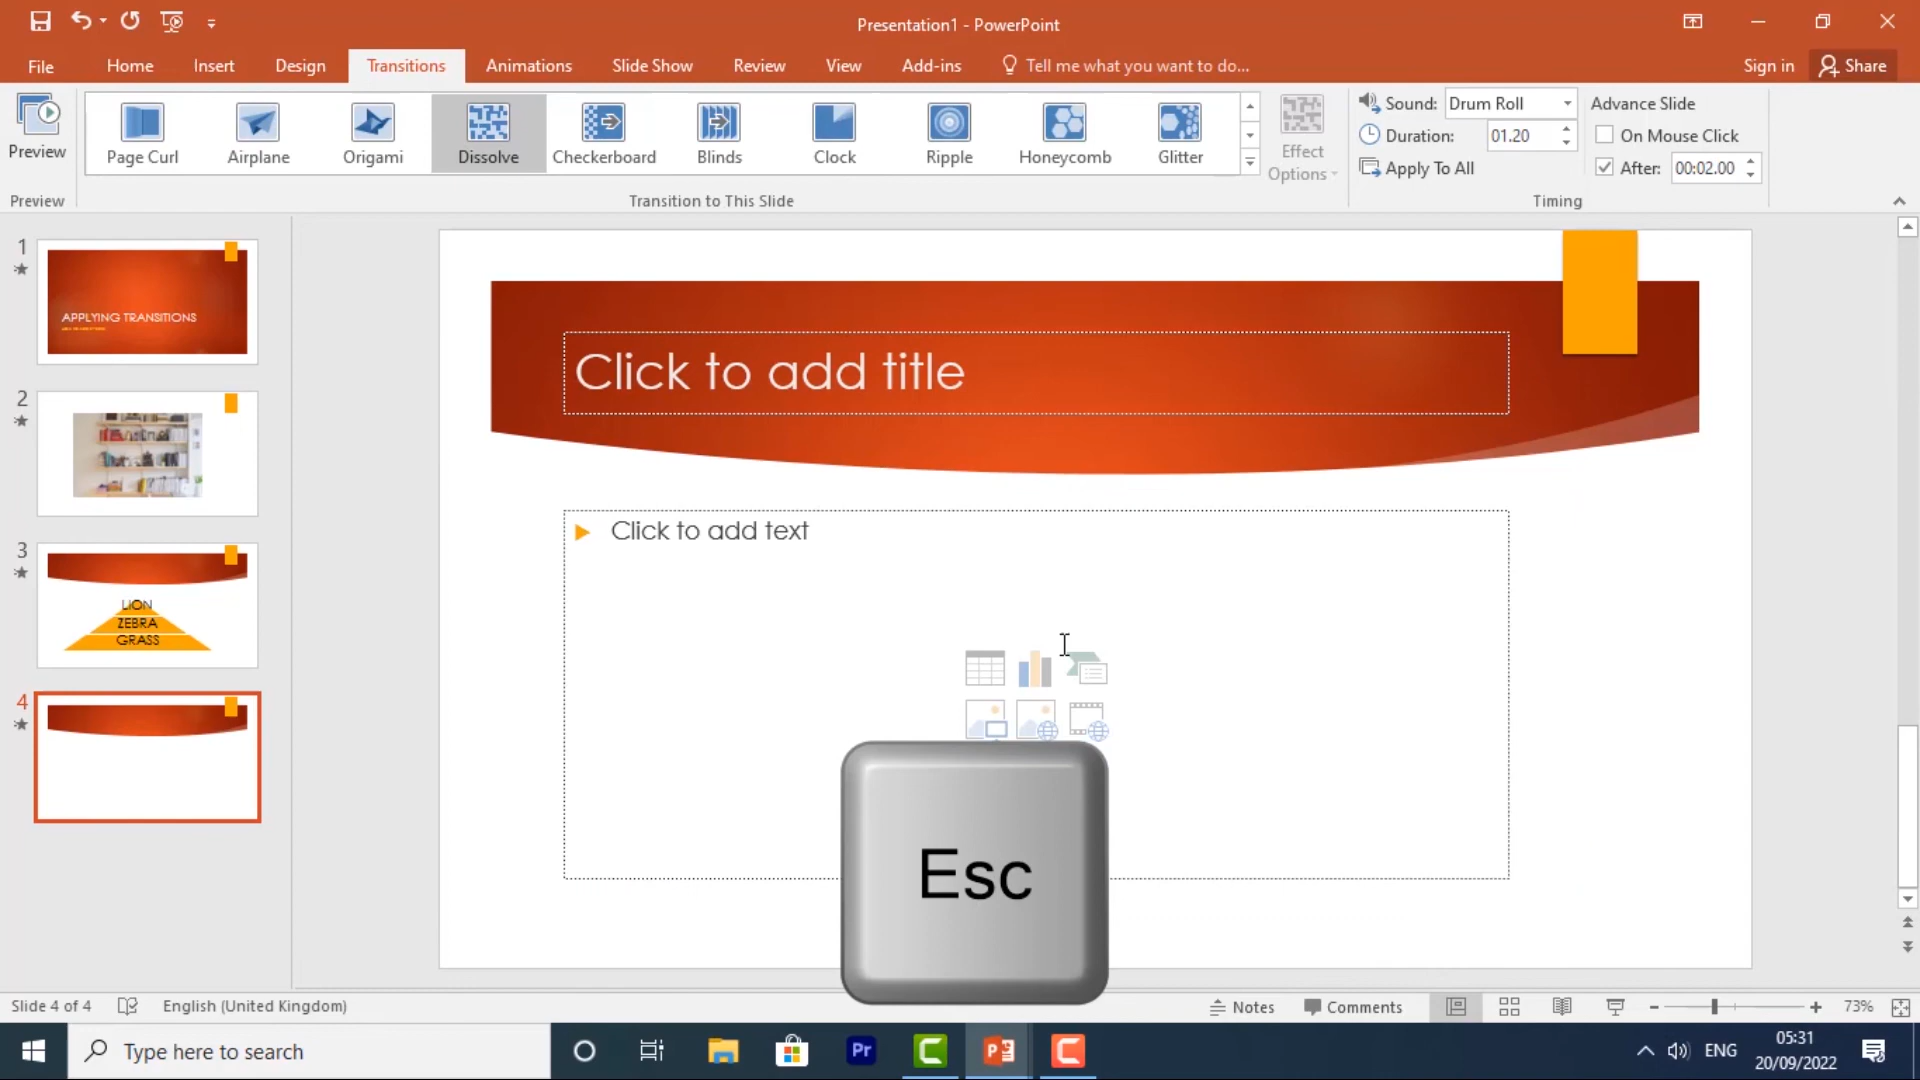 Presentation1 - PowerPoint
File
Home
Insert
Design
Transitions
Animations
Slide Show
Review
View
Add-ins
Tell me what you want to do...
Sign in
Share
Preview
Page Curl
Airplane
Origami
Dissolve
Checkerboard
Blinds
Clock
Ripple
Honeycomb
Glitter
Effect
Options
Sound: Drum Roll
Duration: 01.20
Apply To All
Advance Slide
On Mouse Click
After: 00:02.00
Preview
Transition to This Slide
Timing
1
APPLYING TRANSITIONS
2
3
LION
ZEBRA
GRASS
4
Click to add title
Click to add text
Esc
Slide 4 of 4
English (United Kingdom)
Notes
Comments
73%
Type here to search
Pr
ENG
05:31
20/09/2022